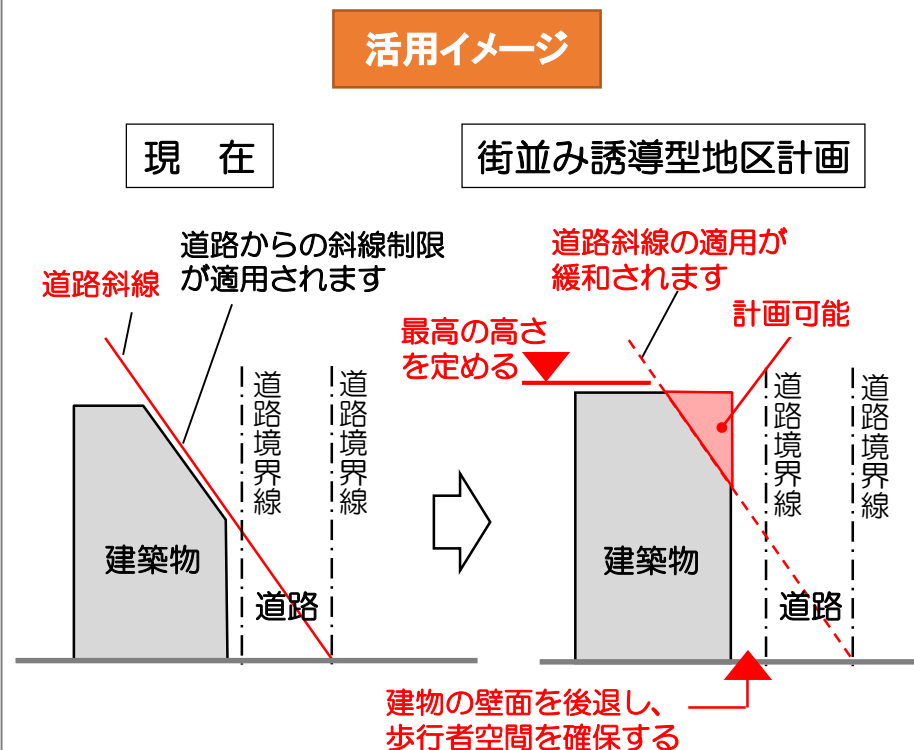 活用イメージ
現　在
街並み誘導型地区計画
道路斜線
道路からの斜線制限
が適用されます
道路境界線
道路境界線
建築物
道路
道路斜線の適用が
緩和されます
計画可能
最高の高さ
を定める
道路境界線
道路境界線
建築物
道路
建物の壁面を後退し、
歩行者空間を確保する